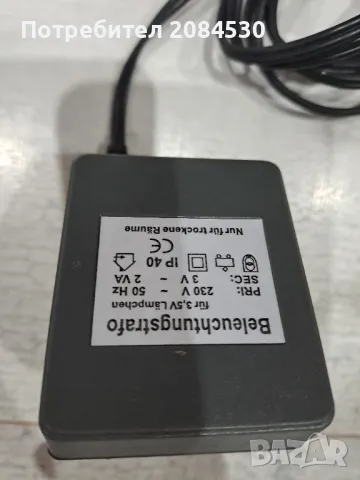 Потребител 2084530
Beleuchtungstrafo
für 3,5V Lämpchen
PRI: 230 V ~ 50 Hz
SEC: 3 V ~ 2 VA
IP 40
CE
Nur für trockene Räume
BAZAR